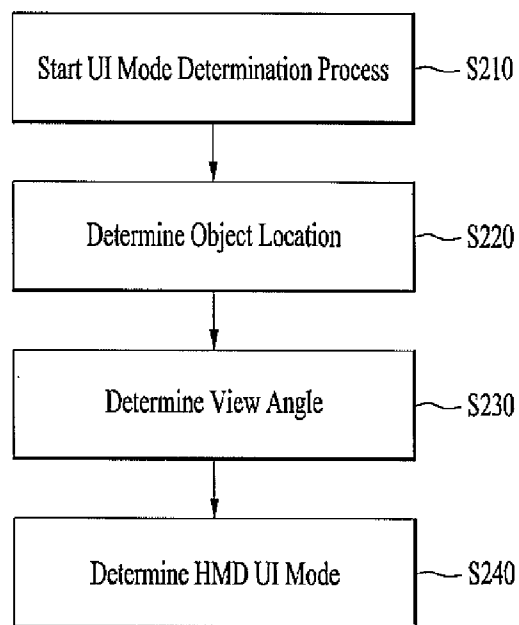 Start UI Mode Determination Process S210
Determine Object Location S220
Determine View Angle S230
Determine HMD UI Mode S240